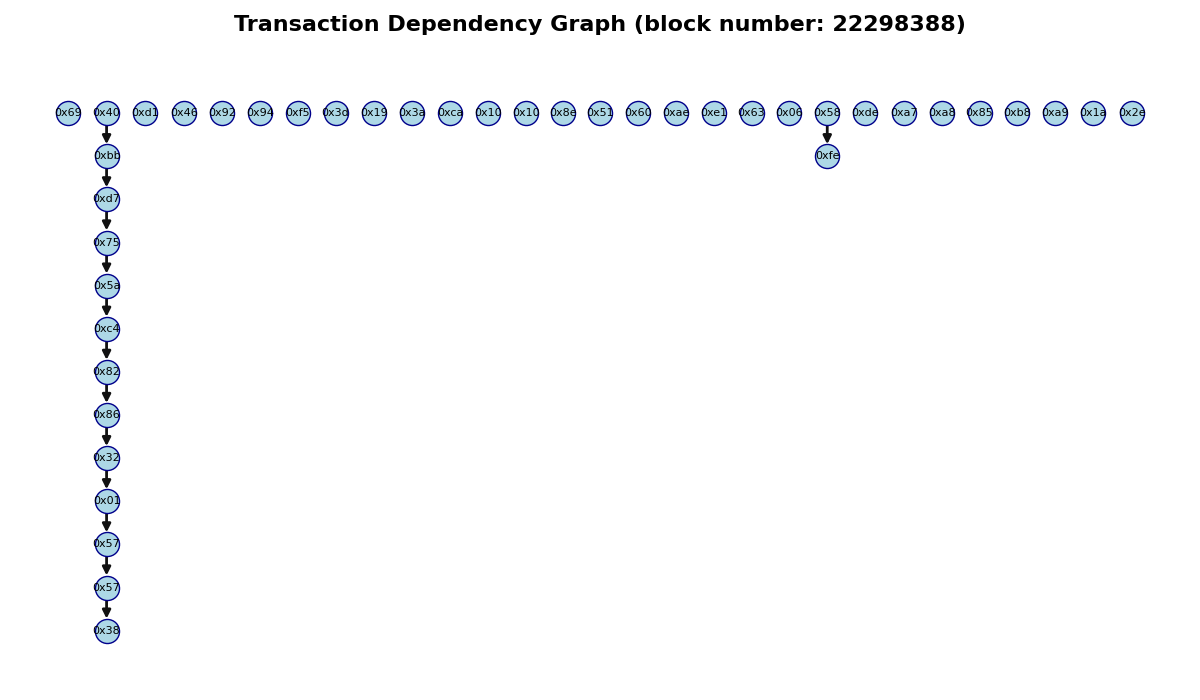 Transaction Dependency Graph (block number: 22298388)
0x69 0x40 0xd1 0x46 0x92 0x94 0xf5 0x3d 0x19 0x3a 0xca 0x10 0x10 0x8e 0x51 0x60 0xae 0xe1 0x63 0x06 0x58 0xde 0xa7 0xa8 0x85 0xb8 0xa9 0x1a 0x2e
0xbb 0xfe
0xd7
0x75
0x5a
0xc4
0x82
0x86
0x32
0x01
0x57
0x57
0x38